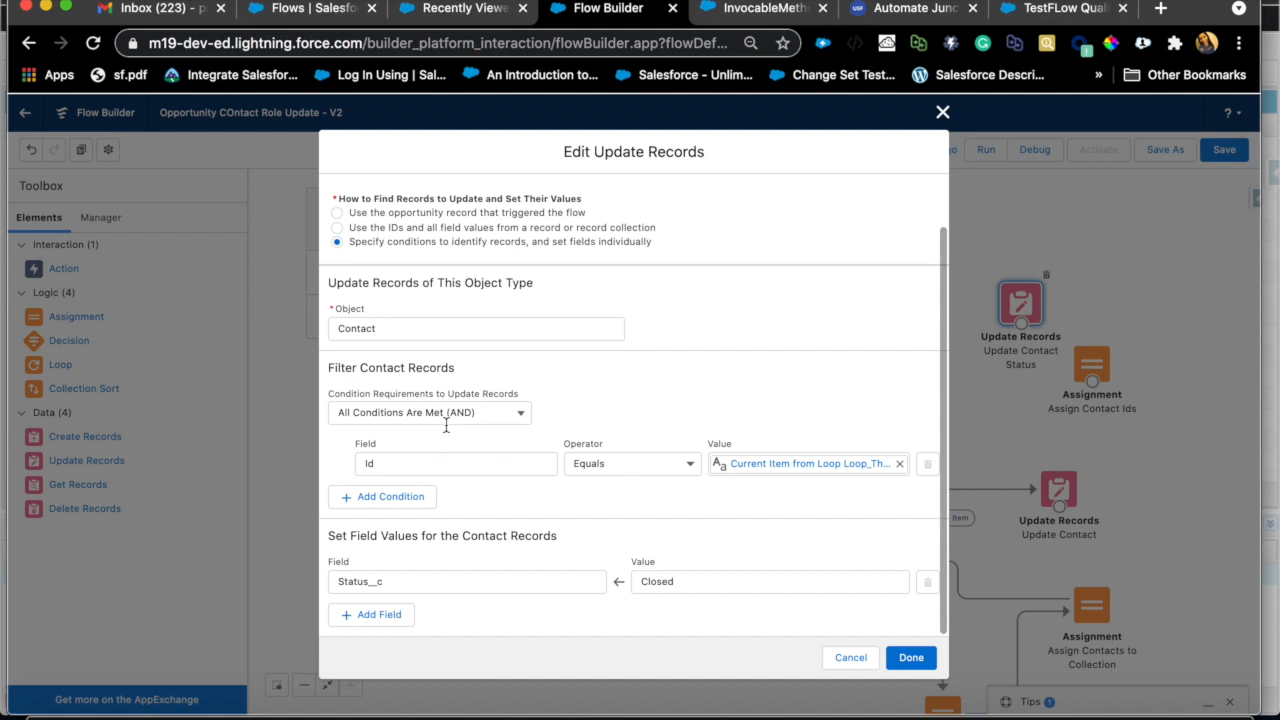 Inbox (223) - p
Flows | Salesfo
Recently Viewe
Flow Builder
InvocableMeth
Automate Junc
TestFLow Quali
m19-dev-ed.lightning.force.com/builder_platform_interaction/flowBuilder.app?flowDef...
Apps
sf.pdf
Integrate Salesfor...
Log In Using | Sal...
An Introduction to...
Salesforce - Unlim...
Change Set Test...
Salesforce Descri...
»
Other Bookmarks
Flow Builder
Opportunity COntact Role Update - V2
?
Run
Debug
Activate
Save As
Save
Toolbox
Elements
Manager
Interaction (1)
Action
Logic (4)
Assignment
Decision
Loop
Collection Sort
Data (4)
Create Records
Update Records
Get Records
Delete Records
Get more on the AppExchange
Edit Update Records
* How to Find Records to Update and Set Their Values
Use the opportunity record that triggered the flow
Use the IDs and all field values from a record or record collection
Specify conditions to identify records, and set fields individually
Update Records of This Object Type
* Object
Contact
Filter Contact Records
Condition Requirements to Update Records
All Conditions Are Met (AND)
Field
Operator
Value
Id
Equals
Aa Current Item from Loop Loop_Th...
+ Add Condition
Set Field Values for the Contact Records
Field
Value
Status__c
Closed
+ Add Field
Cancel
Done
Update Records
Update Contact
Status
Assignment
Assign Contact Ids
Item
Update Records
Update Contact
Assignment
Assign Contacts to
Collection
Tips 1